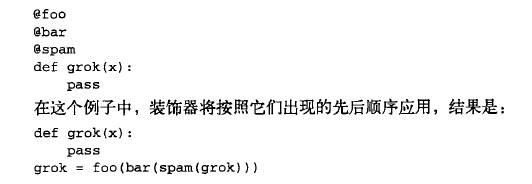 @foo
@bar
@spam
def grok(x):
    pass
在这个例子中，装饰器将按照它们出现的先后顺序应用，结果是：
def grok(x):
    pass
grok = foo(bar(spam(grok)))